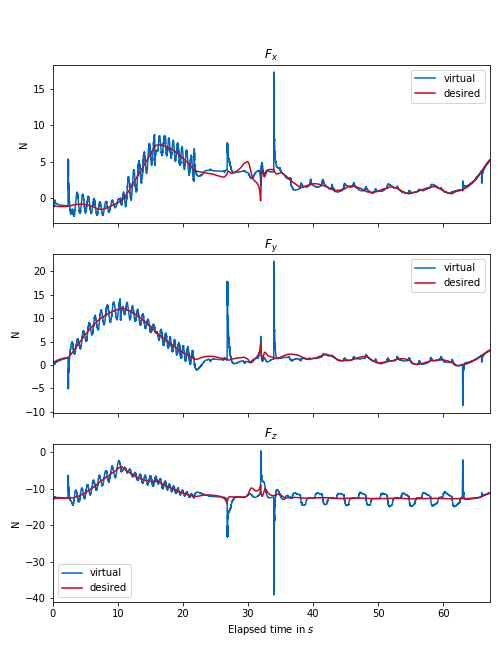 F_x
15
10
5
0
N
virtual
desired
F_y
20
15
10
5
0
−5
−10
N
virtual
desired
F_z
0
−10
−20
−30
−40
N
virtual
desired
0 10 20 30 40 50 60
Elapsed time in s